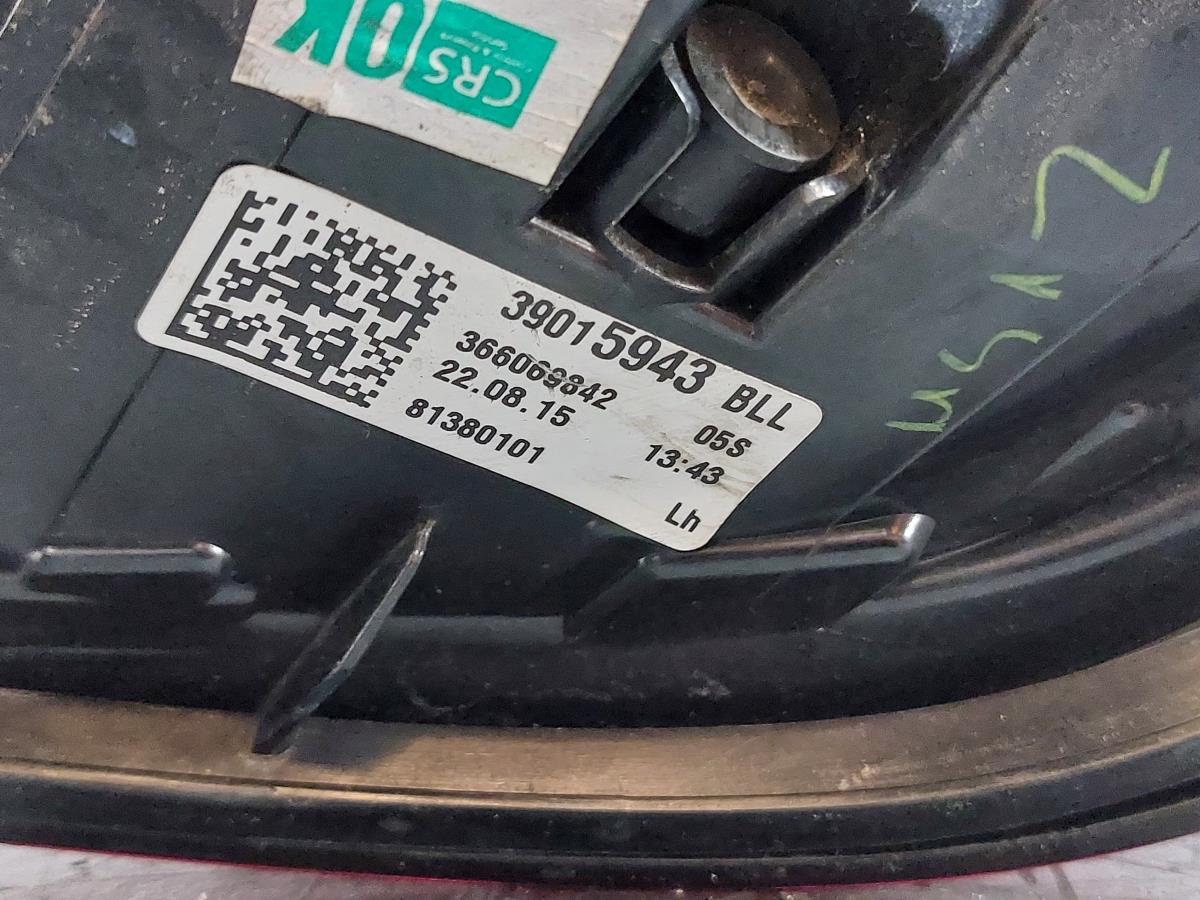 CRS
OK
39015943 BLL
366069842 05S
22.08.15 13:43
81380101
Lh